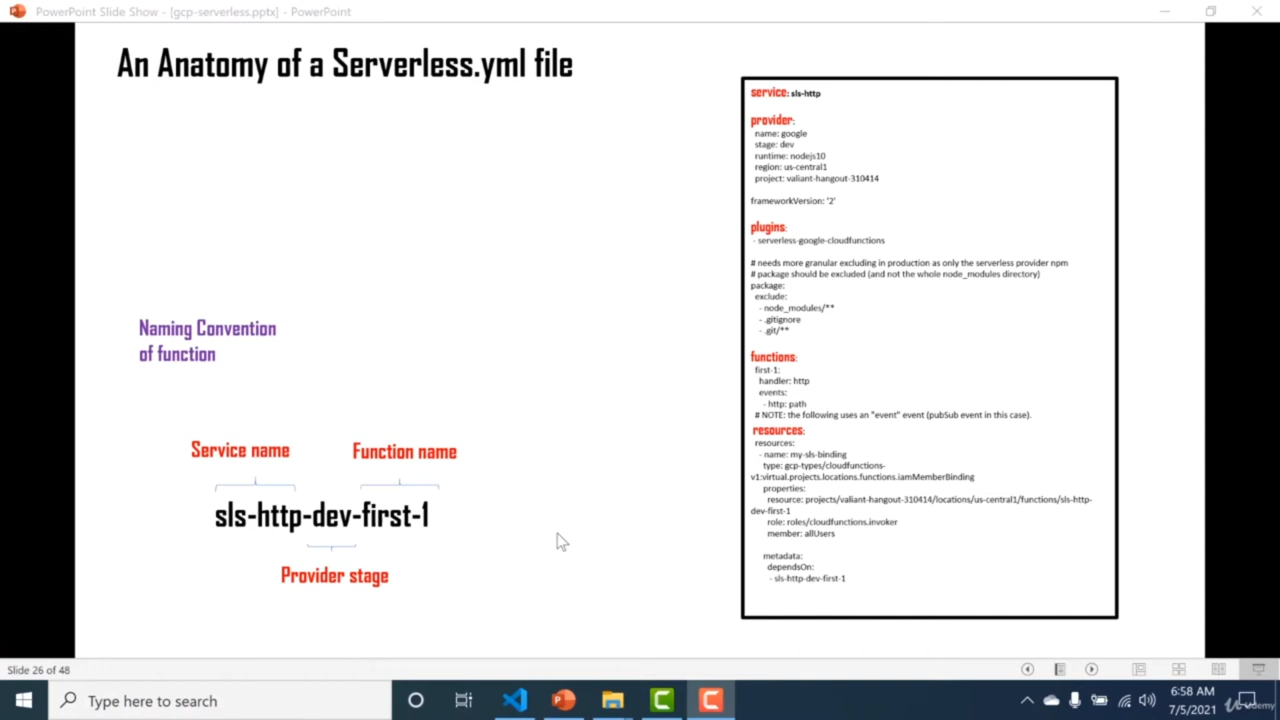 PowerPoint Slide Show - [gcp-serverless.pptx] - PowerPoint
An Anatomy of a Serverless.yml file
Naming Convention
of function
Service name
Function name
sls-http-dev-first-1
Provider stage
service: sls-http
provider:
name: google
stage: dev
runtime: nodejs10
region: us-central1
project: valiant-hangout-310414
frameworkVersion: '2'
plugins:
- serverless-google-cloudfunctions
# needs more granular excluding in production as only the serverless provider npm
# package should be excluded (and not the whole node_modules directory)
package:
exclude:
- node_modules/**
- .gitignore
- .git/**
functions:
first-1:
handler: http
events:
- http: path
# NOTE: the following uses an "event" event (pubSub event in this case).
resources:
resources:
- name: my-sls-binding
type: gcp-types/cloudfunctions-
v1:virtual.projects.locations.functions.iamMemberBinding
properties:
resource: projects/valiant-hangout-310414/locations/us-central1/functions/sls-http-
dev-first-1
role: roles/cloudfunctions.invoker
member: allUsers
metadata:
dependsOn:
- sls-http-dev-first-1
Slide 26 of 48
Type here to search
6:58 AM
7/5/2021
Udemy